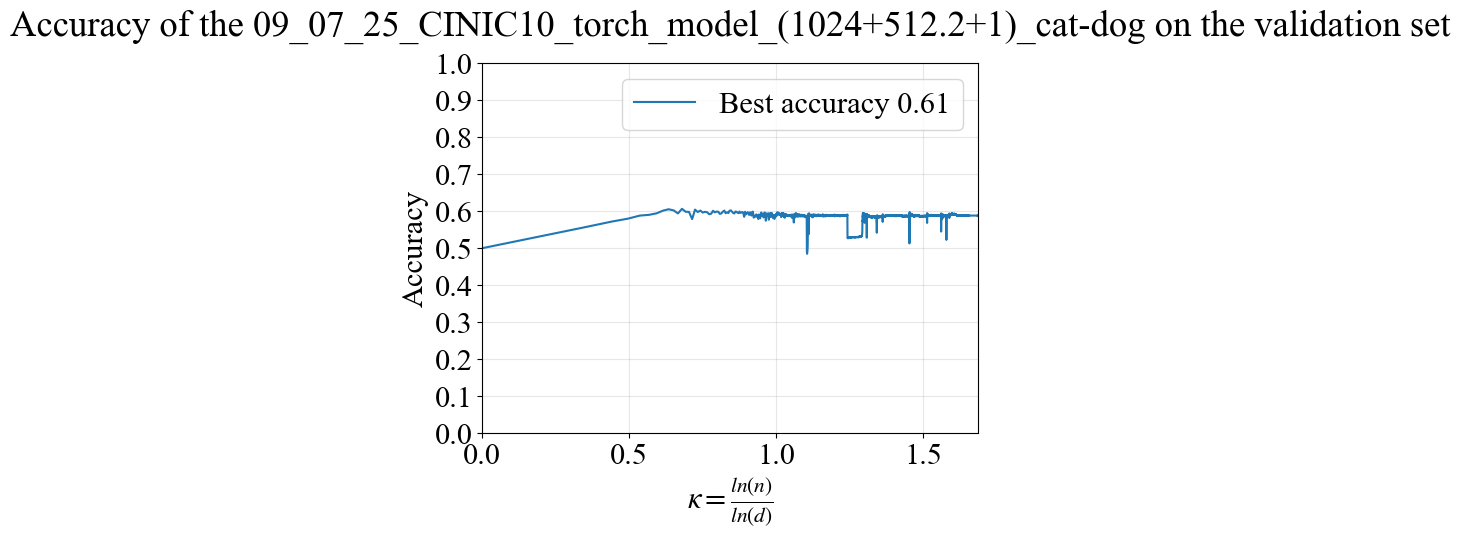 Accuracy of the 09_07_25_CINIC10_torch_model_(1024+512.2+1)_cat-dog on the validation set
Best accuracy 0.61
Accuracy
1.0
0.9
0.8
0.7
0.6
0.5
0.4
0.3
0.2
0.1
0.0
0.0 0.5 1.0 1.5
κ = ln(n)/ln(d)